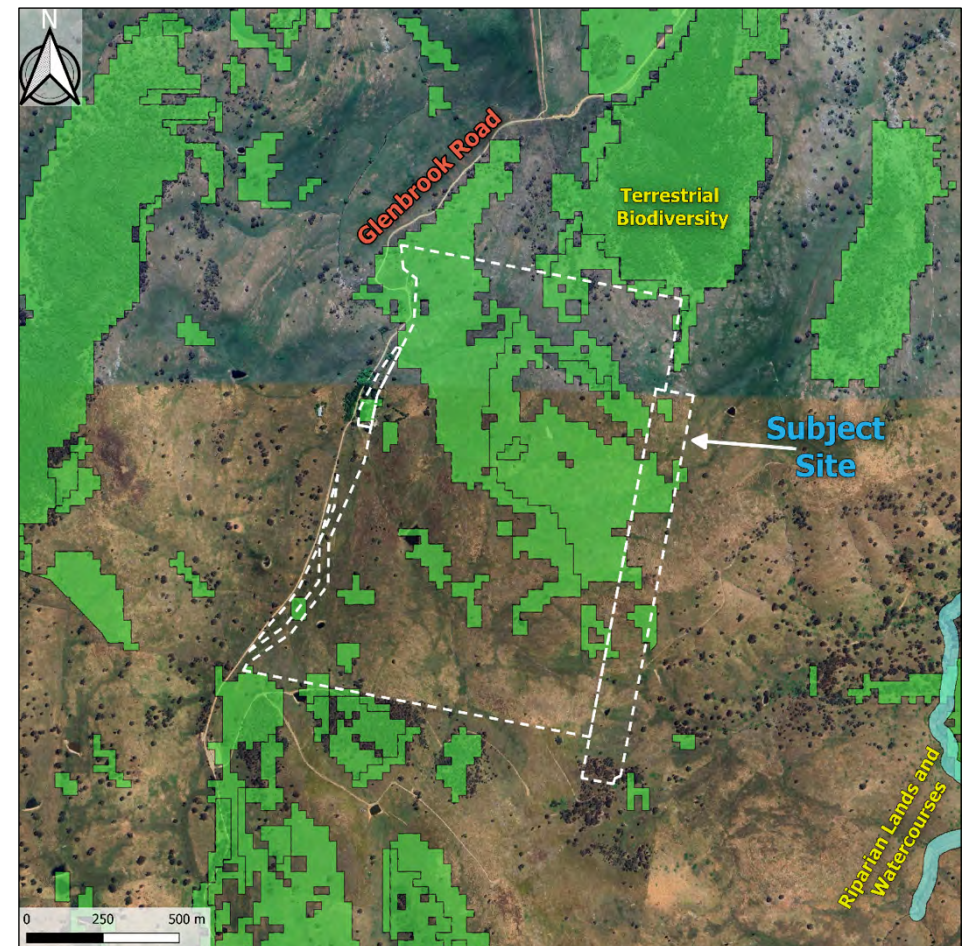 N
Glenbrook Road
Terrestrial
Biodiversity
Subject
Site
Riparian Lands and
Watercourses
0 250 500 m